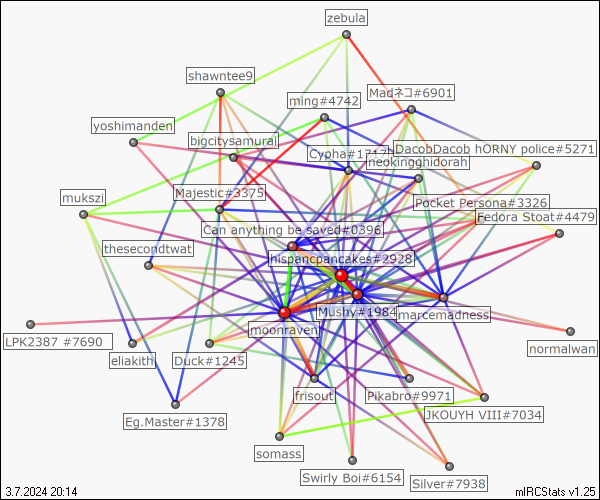 zebula
shawntee9
ming#4742
Madネコ#6901
yoshimanden
bigcitysamurai
Cypha#1717
DacobDacob hORNY police#5271
neokingghidorah
mukszi
Majestic#3375
Pocket Persona#3326
Fedora Stoat#4479
Can anything be saved#0396
thesecondtwat
hispancpancakes#2928
Mushy#1984
marcemadness
moonraven
LPK2387 #7690
eliakith
Duck#1245
normalwan
frisout
Pikabro#9971
Eg.Master#1378
JKOUYH VIII#7034
somass
Swirly Boi#6154
Silver#7938
3.7.2024 20:14
mIRCStats v1.25